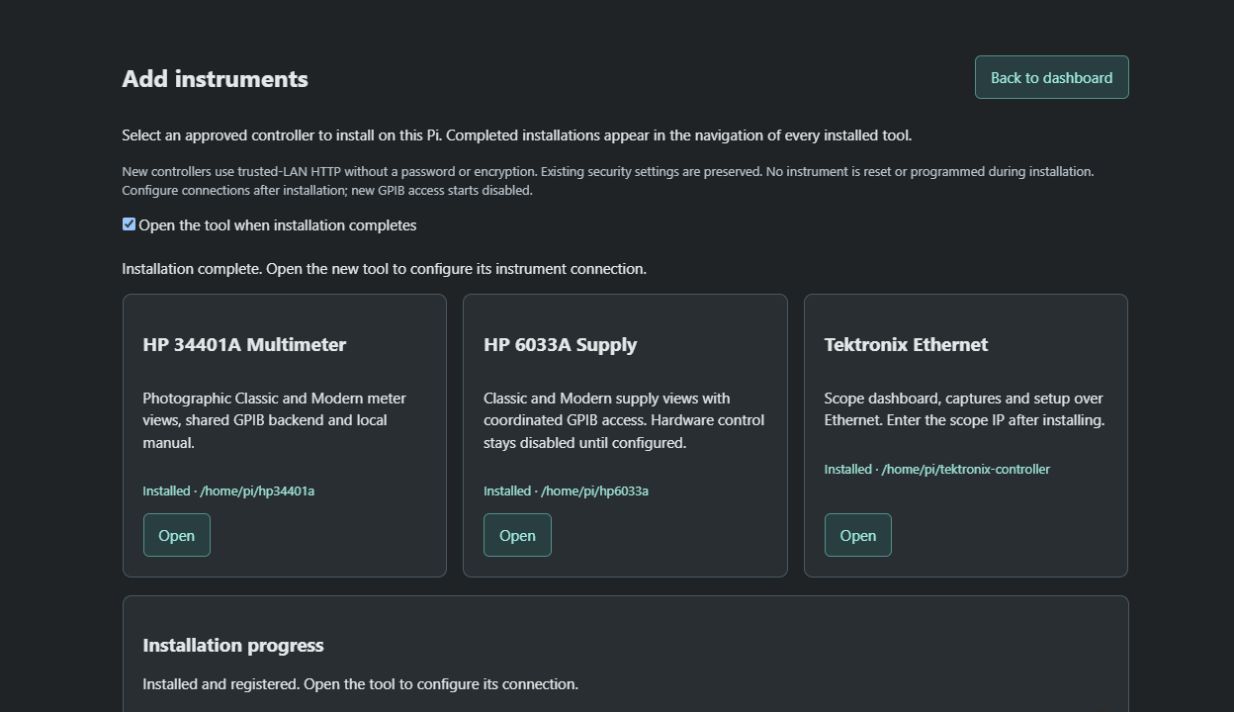 Add instruments
Back to dashboard
Select an approved controller to install on this Pi. Completed installations appear in the navigation of every installed tool.
New controllers use trusted-LAN HTTP without a password or encryption. Existing security settings are preserved. No instrument is reset or programmed during installation.
Configure connections after installation; new GPIB access starts disabled.
Open the tool when installation completes
Installation complete. Open the new tool to configure its instrument connection.
HP 34401A Multimeter
Photographic Classic and Modern meter
views, shared GPIB backend and local
manual.
Installed · /home/pi/hp34401a
Open
HP 6033A Supply
Classic and Modern supply views with
coordinated GPIB access. Hardware control
stays disabled until configured.
Installed · /home/pi/hp6033a
Open
Tektronix Ethernet
Scope dashboard, captures and setup over
Ethernet. Enter the scope IP after installing.
Installed · /home/pi/tektronix-controller
Open
Installation progress
Installed and registered. Open the tool to configure its connection.